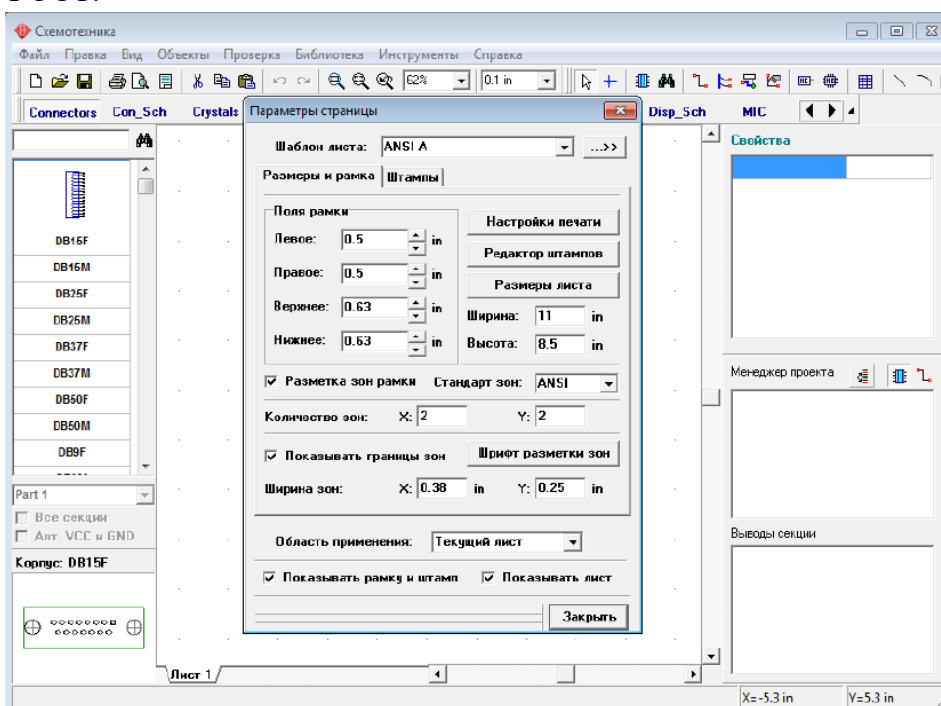 Схемотехника
Файл Правка Вид Объекты Проверка Библиотека Инструменты Справка
62% 0.1 in
Connectors Con_Sch Crystals Disp_Sch MIC
Параметры страницы
Шаблон листа: ANSI A ...>>
Размеры и рамка Штампы
Поля рамки
Левое: 0.5 in
Правое: 0.5 in
Верхнее: 0.63 in
Нижнее: 0.63 in
Настройки печати
Редактор штампов
Размеры листа
Ширина: 11 in
Высота: 8.5 in
Разметка зон рамки Стандарт зон: ANSI
Количество зон: X: 2 Y: 2
Показывать границы зон Шрифт разметки зон
Ширина зон: X: 0.38 in Y: 0.25 in
Область применения: Текущий лист
Показывать рамку и штамп Показывать лист
Закрыть
DB15F
DB15M
DB25F
DB25M
DB37F
DB37M
DB50F
DB50M
DB9F
Part 1
Все секции
Авт. VCC и GND
Корпус: DB15F
Лист 1
Свойства
Менеджер проекта
Выводы секции
X=-5.3 in Y=5.3 in